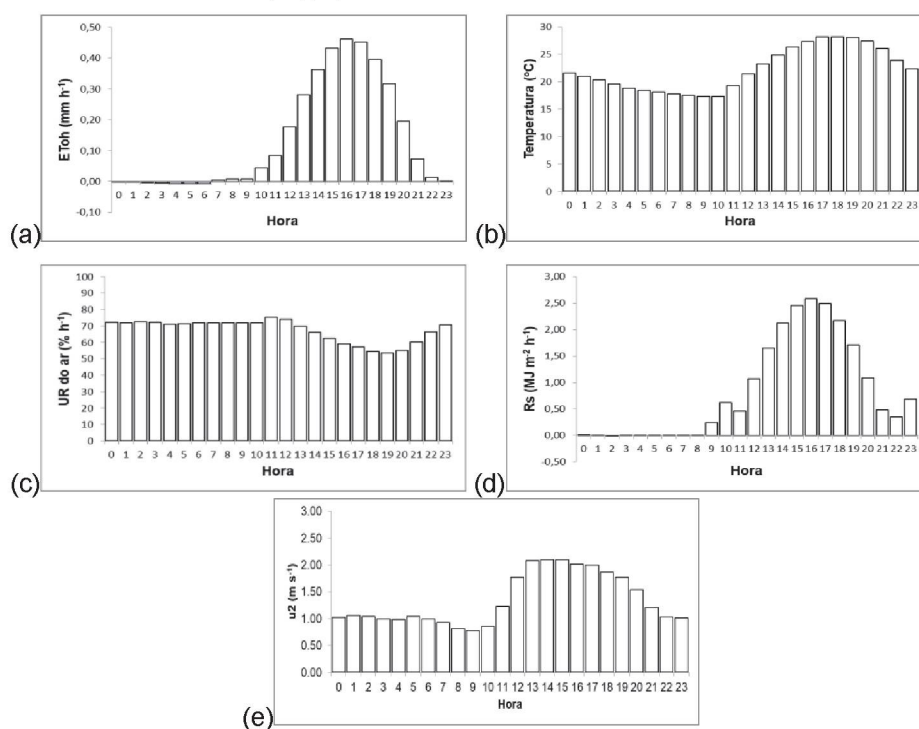 0,50
0,40
0,30
0,20
0,10
0,00
-0,10
EToh (mm h⁻¹)
0 1 2 3 4 5 6 7 8 9 10 11 12 13 14 15 16 17 18 19 20 21 22 23
Hora
(a)
30
25
20
15
10
5
0
Temperatura (°C)
0 1 2 3 4 5 6 7 8 9 10 11 12 13 14 15 16 17 18 19 20 21 22 23
Hora
(b)
100
90
80
70
60
50
40
30
20
10
0
UR do ar (% h⁻¹)
0 1 2 3 4 5 6 7 8 9 10 11 12 13 14 15 16 17 18 19 20 21 22 23
Hora
(c)
3,00
2,50
2,00
1,50
1,00
0,50
0,00
-0,50
Rs (MJ m⁻² h⁻¹)
0 1 2 3 4 5 6 7 8 9 10 11 12 13 14 15 16 17 18 19 20 21 22 23
Hora
(d)
3.00
2.50
2.00
1.50
1.00
0.50
0.00
u2 (m s⁻¹)
0 1 2 3 4 5 6 7 8 9 10 11 12 13 14 15 16 17 18 19 20 21 22 23
Hora
(e)